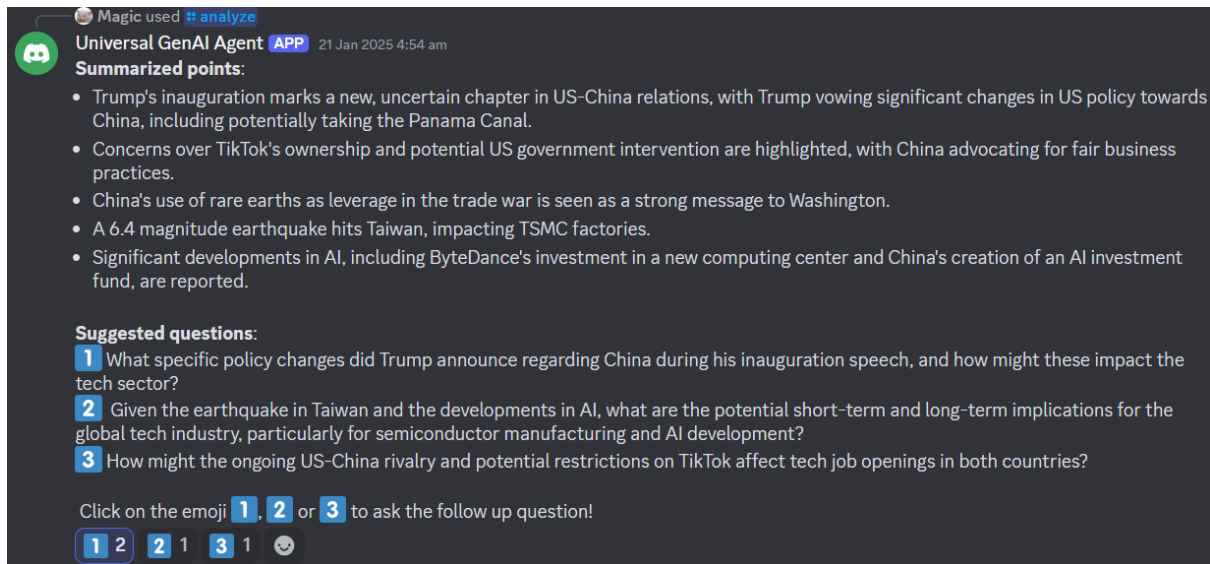 Magic used analyze
Universal GenAI Agent APP 21 Jan 2025 4:54 am
Summarized points:
• Trump's inauguration marks a new, uncertain chapter in US-China relations, with Trump vowing significant changes in US policy towards
China, including potentially taking the Panama Canal.
• Concerns over TikTok's ownership and potential US government intervention are highlighted, with China advocating for fair business
practices.
• China's use of rare earths as leverage in the trade war is seen as a strong message to Washington.
• A 6.4 magnitude earthquake hits Taiwan, impacting TSMC factories.
• Significant developments in AI, including ByteDance's investment in a new computing center and China's creation of an AI investment
fund, are reported.
Suggested questions:
1 What specific policy changes did Trump announce regarding China during his inauguration speech, and how might these impact the
tech sector?
2 Given the earthquake in Taiwan and the developments in AI, what are the potential short-term and long-term implications for the
global tech industry, particularly for semiconductor manufacturing and AI development?
3 How might the ongoing US-China rivalry and potential restrictions on TikTok affect tech job openings in both countries?
Click on the emoji 1, 2 or 3 to ask the follow up question!
1 2 2 1 3 1